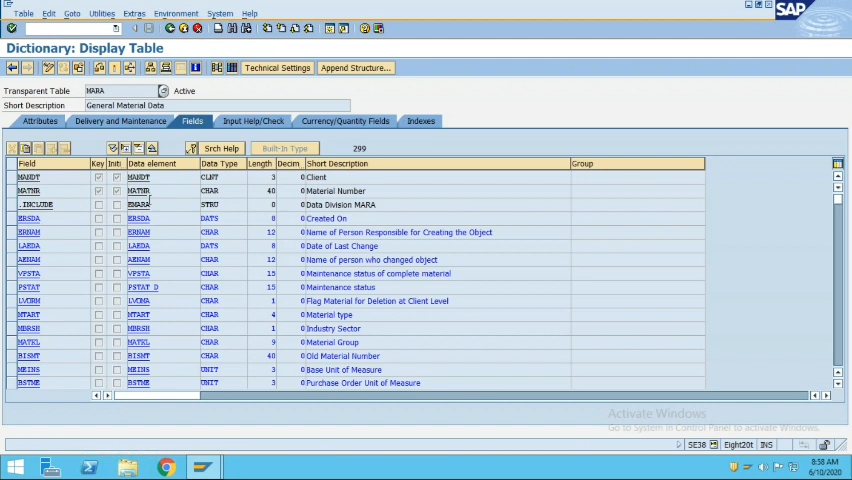 Table Edit Goto Utilities Extras Environment System Help
SAP
Dictionary: Display Table
Technical Settings Append Structure...
Transparent Table MARA Active
Short Description General Material Data
Attributes Delivery and Maintenance Fields Input Help/Check Currency/Quantity Fields Indexes
Srch Help Built-In Type 299
Field Key Initi Data element Data Type Length Decim Short Description Group
MANDT MANDT CLNT 3 0 Client
MATNR MATNR CHAR 40 0 Material Number
.INCLUDE EMARA STRU 0 0 Data Division MARA
ERSDA ERSDA DATS 8 0 Created On
ERNAM ERNAM CHAR 12 0 Name of Person Responsible for Creating the Object
LAEDA LAEDA DATS 8 0 Date of Last Change
AENAM AENAM CHAR 12 0 Name of person who changed object
VPSTA VPSTA CHAR 15 0 Maintenance status of complete material
PSTAT PSTAT_D CHAR 15 0 Maintenance status
LVORM LVOMA CHAR 1 0 Flag Material for Deletion at Client Level
MTART MTART CHAR 4 0 Material type
MBRSH MBRSH CHAR 1 0 Industry Sector
MATKL MATKL CHAR 9 0 Material Group
BISMT BISMT CHAR 40 0 Old Material Number
MEINS MEINS UNIT 3 0 Base Unit of Measure
BSTME BSTME UNIT 3 0 Purchase Order Unit of Measure
Activate Windows
Go to System in Control Panel to activate Windows.
SE38 Eight20t INS
8:58 AM
6/10/2020